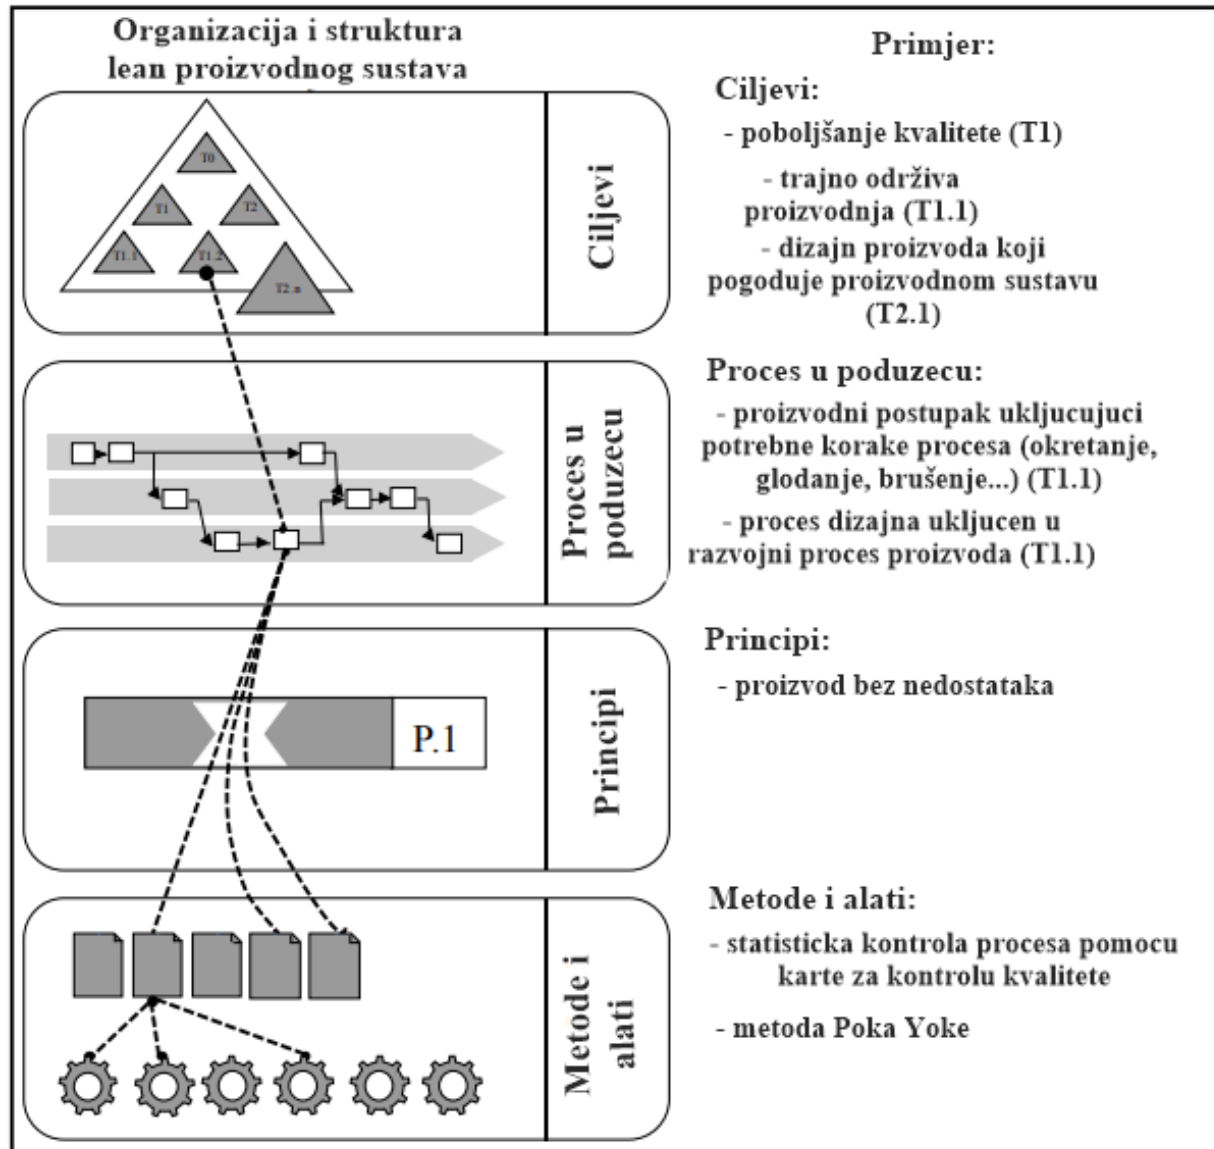 Organizacija i struktura
lean proizvodnog sustava
T0
T1
T2
T1.1
T1.2
T2.n
Ciljevi
Proces u
poduzecu
P.1
Principi
Metode i
alati
Primjer:
Ciljevi:
- poboljšanje kvalitete (T1)
- trajno održiva
proizvodnja (T1.1)
- dizajn proizvoda koji
pogoduje proizvodnom sustavu
(T2.1)
Proces u poduzecu:
- proizvodni postupak ukljucujuci
potrebne korake procesa (okretanje,
glodanje, brušenje...) (T1.1)
- proces dizajna ukljucen u
razvojni proces proizvoda (T1.1)
Principi:
- proizvod bez nedostataka
Metode i alati:
- statisticka kontrola procesa pomocu
karte za kontrolu kvalitete
- metoda Poka Yoke